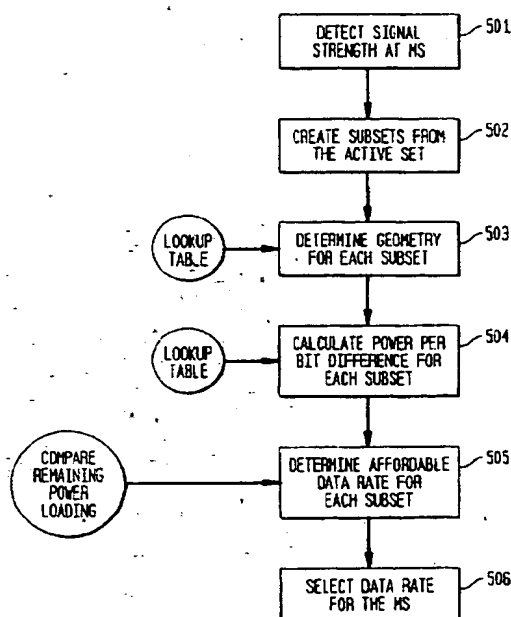 DETECT SIGNAL
STRENGTH AT MS
501
CREATE SUBSETS FROM
THE ACTIVE SET
502
LOOKUP
TABLE
DETERMINE GEOMETRY
FOR EACH SUBSET
503
LOOKUP
TABLE
CALCULATE POWER PER
BIT DIFFERENCE FOR
EACH SUBSET
504
COMPARE
REMAINING
POWER
LOADING
DETERMINE AFFORDABLE
DATA RATE FOR
EACH SUBSET
505
SELECT DATA RATE
FOR THE MS
506